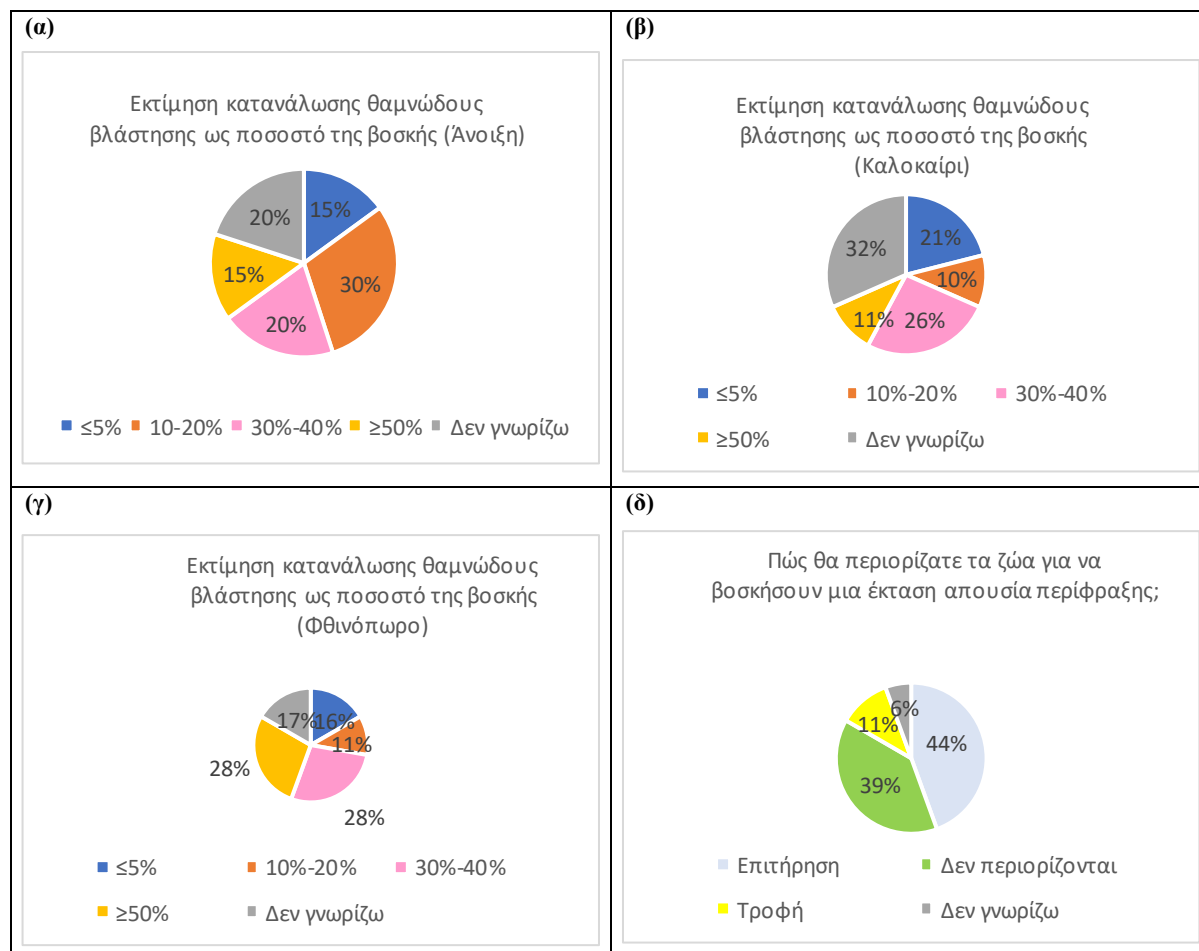 (α)
Εκτίμηση κατανάλωσης θαμνώδους
βλάστησης ως ποσοστό της βοσκής (Άνοιξη)
15%
30%
20%
15%
20%
≤5% 10-20% 30%-40% ≥50% Δεν γνωρίζω
(β)
Εκτίμηση κατανάλωσης θαμνώδους
βλάστησης ως ποσοστό της βοσκής
(Καλοκαίρι)
21%
10%
26%
11%
32%
≤5% 10%-20% 30%-40%
≥50% Δεν γνωρίζω
(γ)
Εκτίμηση κατανάλωσης θαμνώδους
βλάστησης ως ποσοστό της βοσκής
(Φθινόπωρο)
16%
11%
28%
28%
17%
≤5% 10%-20% 30%-40%
≥50% Δεν γνωρίζω
(δ)
Πώς θα περιορίζατε τα ζώα για να
βοσκήσουν μια έκταση απουσία περίφραξης;
44%
39%
11%
6%
Επιτήρηση Δεν περιορίζονται
Τροφή Δεν γνωρίζω